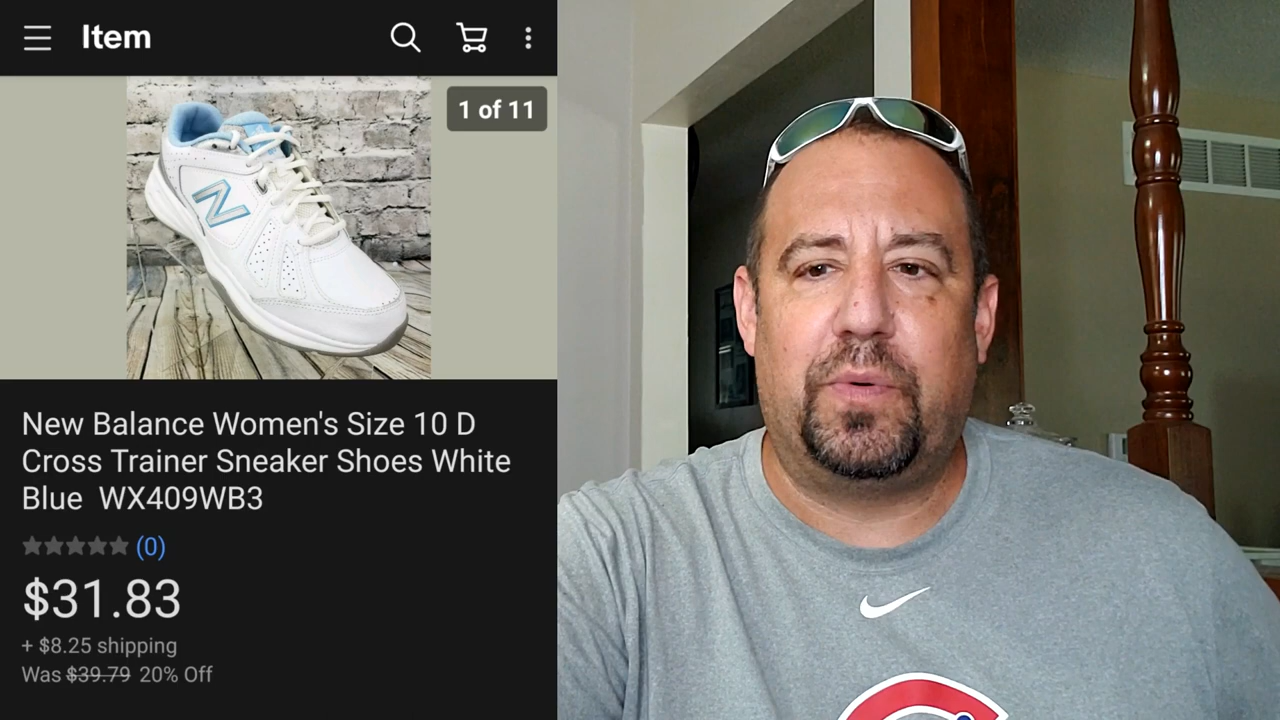 Item
1 of 11
N
New Balance Women's Size 10 D
Cross Trainer Sneaker Shoes White
Blue WX409WB3
(0)
$31.83
+ $8.25 shipping
Was $39.79 20% Off